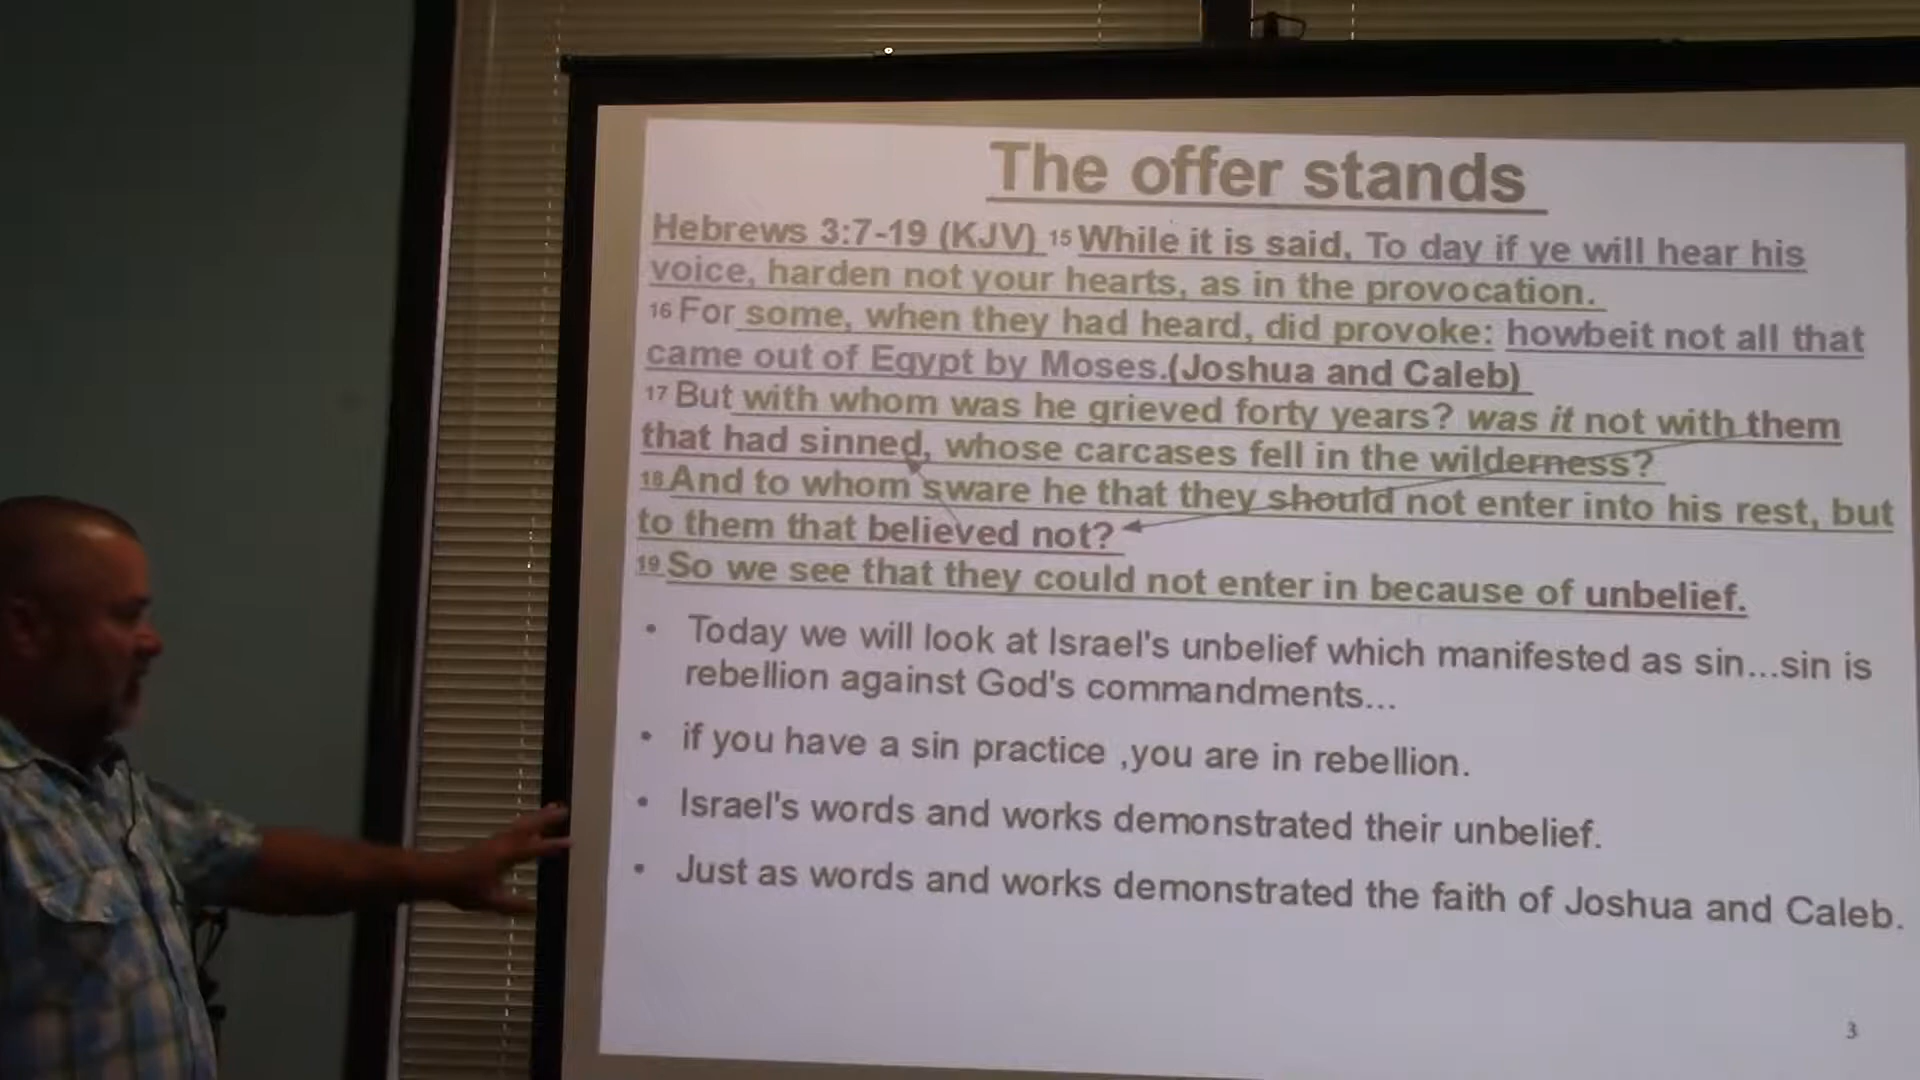 The offer stands
Hebrews 3:7-19 (KJV) 15 While it is said, To day if ye will hear his
voice, harden not your hearts, as in the provocation.
16 For some, when they had heard, did provoke: howbeit not all that
came out of Egypt by Moses.(Joshua and Caleb)
17 But with whom was he grieved forty years? was it not with them
that had sinned, whose carcases fell in the wilderness?
18 And to whom sware he that they should not enter into his rest, but
to them that believed not?
19 So we see that they could not enter in because of unbelief.
• Today we will look at Israel's unbelief which manifested as sin...sin is
rebellion against God's commandments...
• if you have a sin practice ,you are in rebellion.
• Israel's words and works demonstrated their unbelief.
• Just as words and works demonstrated the faith of Joshua and Caleb.
3